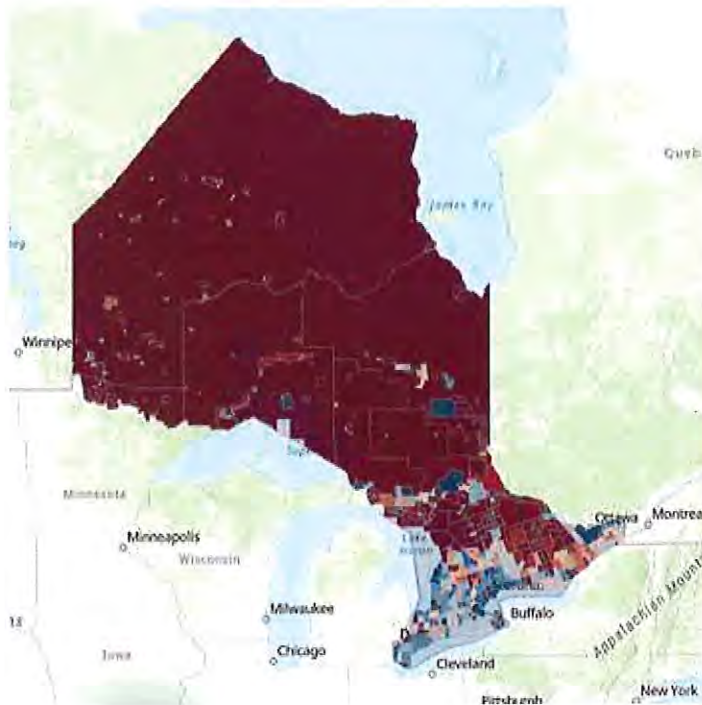 Queb
James Bay
Winnipe
Minnesota
Ottawa
Montrea
Minneapolis
Wisconsin
Milwaukee
Buffalo
Appalachian Mount
Iowa
Chicago
Cleveland
New York
Pittsburgh